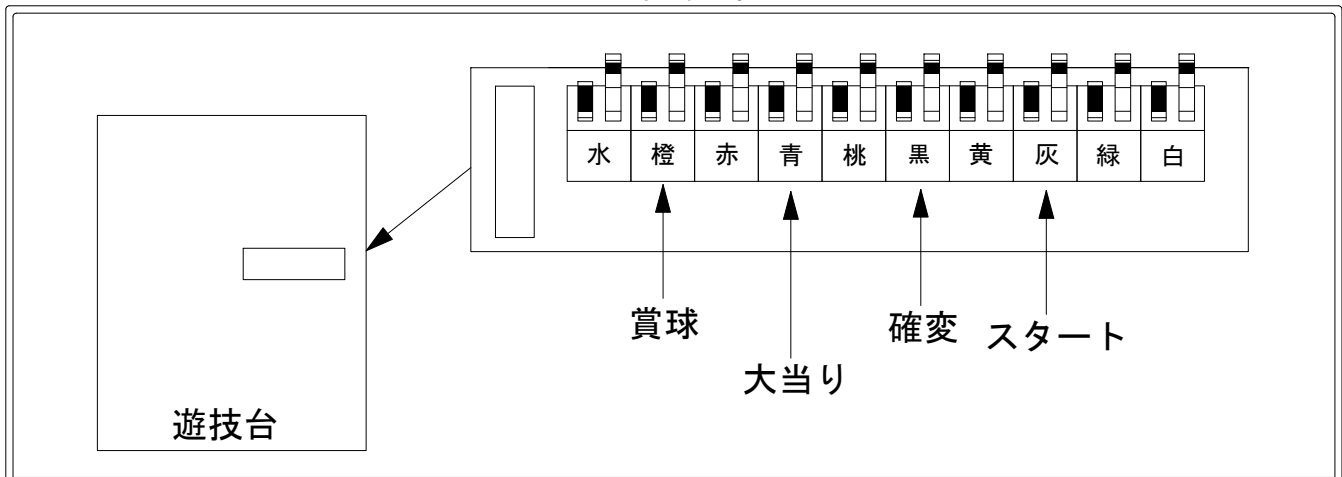 水 橙 赤 青 桃 黒 黄 灰 緑 白
賞球
大当り
確変
スタート
遊技台